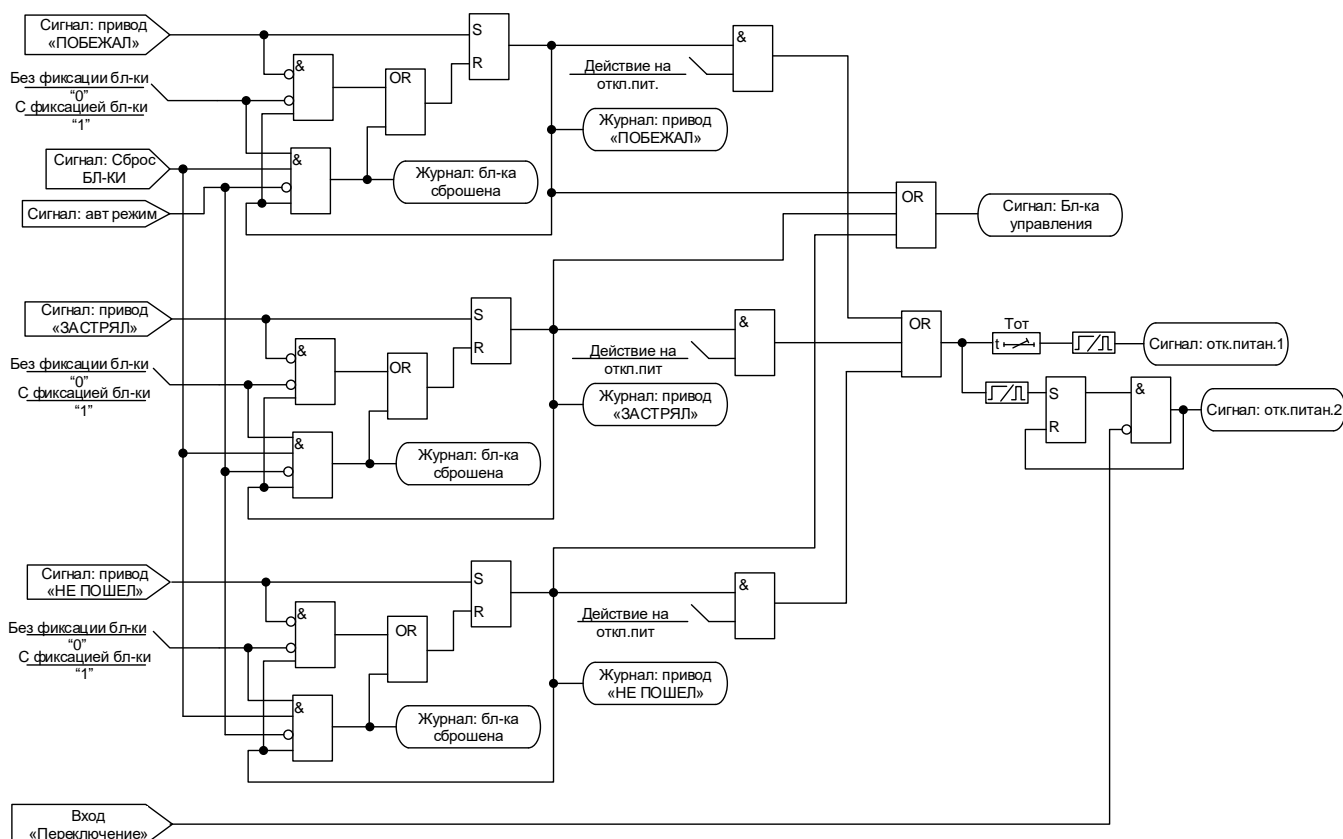 Сигнал: привод
«ПОБЕЖАЛ»
Без фиксации бл-ки
“0”
С фиксацией бл-ки
“1”
Сигнал: Сброс
БЛ-КИ
Сигнал: авт режим
&
&
OR
S
R
Журнал: бл-ка
сброшена
Действие на
откл.пит.
&
Журнал: привод
«ПОБЕЖАЛ»
OR
Сигнал: Бл-ка
управления
Сигнал: привод
«ЗАСТРЯЛ»
Без фиксации бл-ки
“0”
С фиксацией бл-ки
“1”
&
&
OR
S
R
Журнал: бл-ка
сброшена
Действие на
откл.пит
&
Журнал: привод
«ЗАСТРЯЛ»
OR
Тот
t
Сигнал: отк.питан.1
S
R
&
Сигнал: отк.питан.2
Сигнал: привод
«НЕ ПОШЕЛ»
Без фиксации бл-ки
“0”
С фиксацией бл-ки
“1”
&
&
OR
S
R
Журнал: бл-ка
сброшена
Действие на
откл.пит
&
Журнал: привод
«НЕ ПОШЕЛ»
Вход
«Переключение»